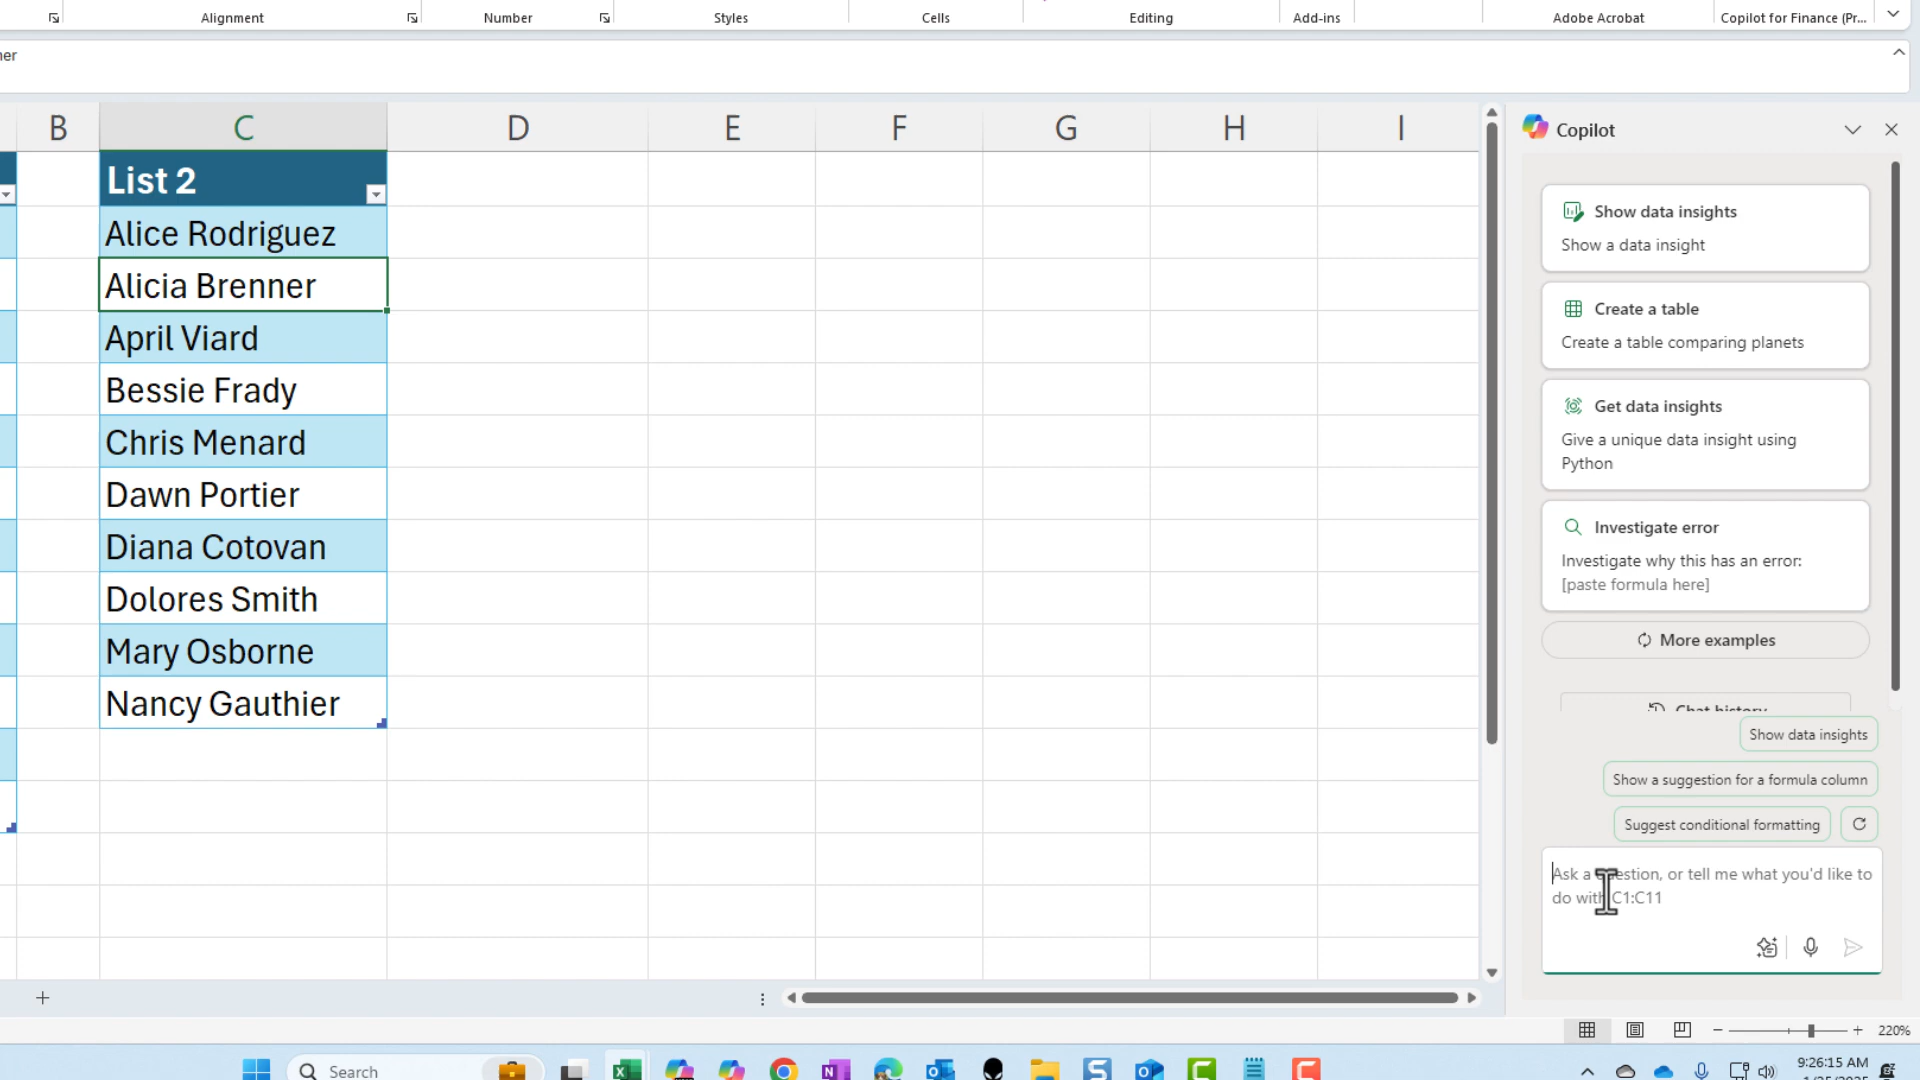 Alignment
Number
Styles
Cells
Editing
Add-ins
Adobe Acrobat
Copilot for Finance (Pr...
B
C
D
E
F
G
H
I
List 2
Alice Rodriguez
Alicia Brenner
April Viard
Bessie Frady
Chris Menard
Dawn Portier
Diana Cotovan
Dolores Smith
Mary Osborne
Nancy Gauthier
Copilot
Show data insights
Show a data insight
Create a table
Create a table comparing planets
Get data insights
Give a unique data insight using
Python
Investigate error
Investigate why this has an error:
[paste formula here]
More examples
Chat history
Show data insights
Show a suggestion for a formula column
Suggest conditional formatting
Ask a question, or tell me what you'd like to
do with C1:C11
220%
Search
9:26:15 AM